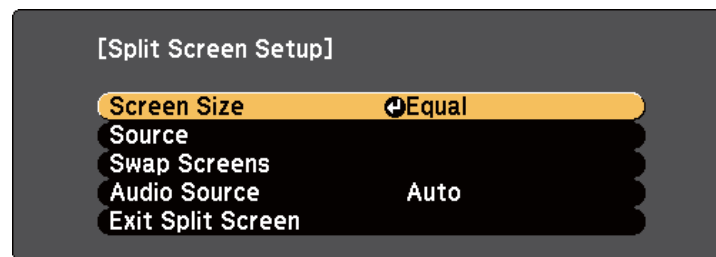 [Split Screen Setup]
Screen Size Equal
Source
Swap Screens
Audio Source Auto
Exit Split Screen